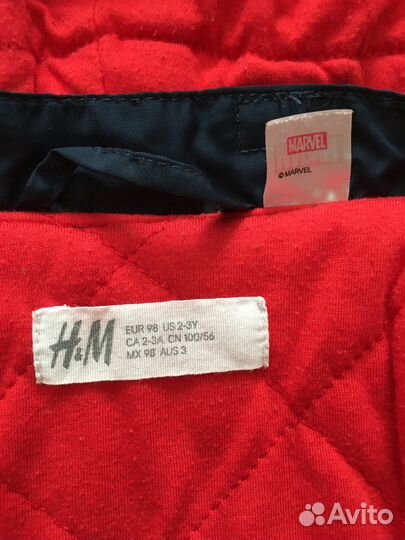 MARVEL
© MARVEL
H&M
EUR 98 US 2-3Y
CA 2-3A CN 100/56
MX 98 AUS 3
Avito